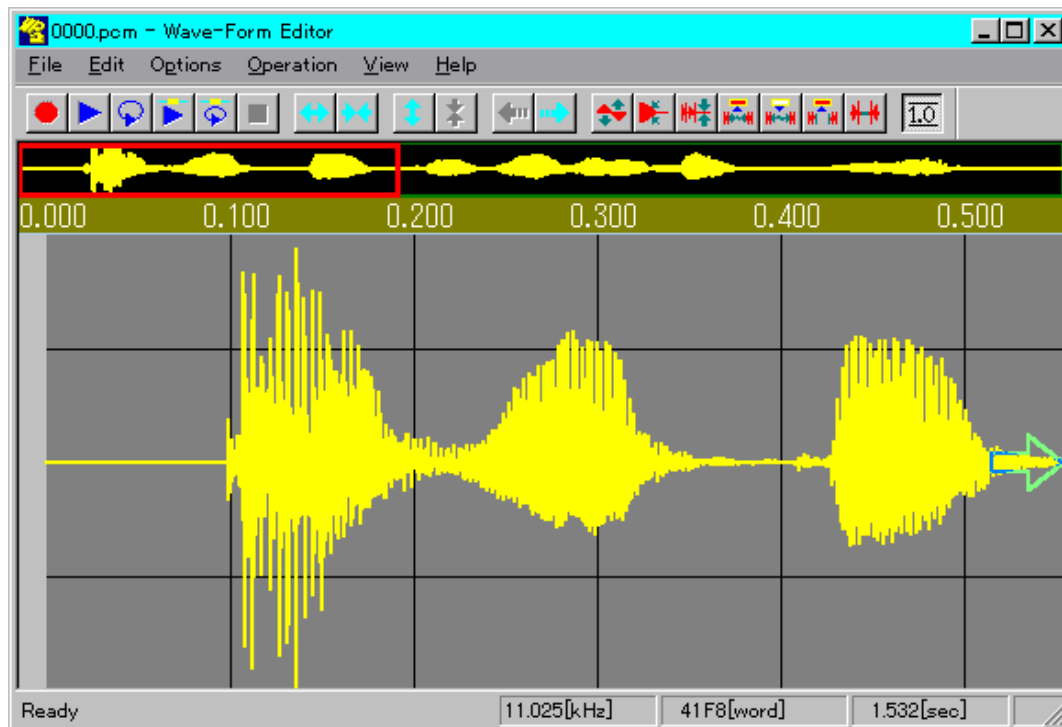 0000.pcm - Wave-Form Editor
File Edit Options Operation View Help
1.0
0.000 0.100 0.200 0.300 0.400 0.500
Ready 11.025[kHz] 41F8[word] 1.532[sec]